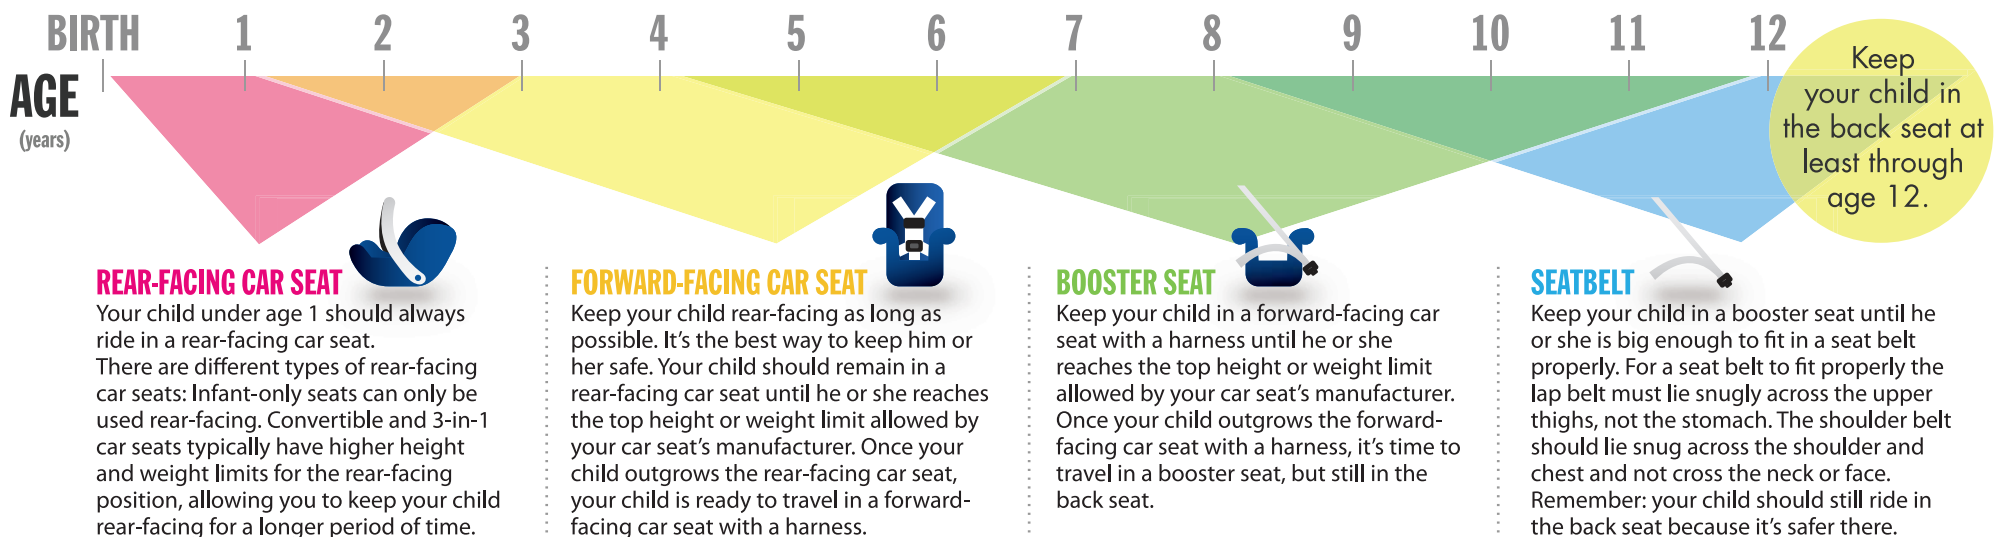 BIRTH 1 2 3 4 5 6 7 8 9 10 11 12
AGE
(years)
Keep
your child in
the back seat at
least through
age 12.
REAR-FACING CAR SEAT
Your child under age 1 should always
ride in a rear-facing car seat.
There are different types of rear-facing
car seats: Infant-only seats can only be
used rear-facing. Convertible and 3-in-1
car seats typically have higher height
and weight limits for the rear-facing
position, allowing you to keep your child
rear-facing for a longer period of time.
FORWARD-FACING CAR SEAT
Keep your child rear-facing as long as
possible. It’s the best way to keep him or
her safe. Your child should remain in a
rear-facing car seat until he or she reaches
the top height or weight limit allowed by
your car seat’s manufacturer. Once your
child outgrows the rear-facing car seat,
your child is ready to travel in a forward-
facing car seat with a harness.
BOOSTER SEAT
Keep your child in a forward-facing car
seat with a harness until he or she
reaches the top height or weight limit
allowed by your car seat’s manufacturer.
Once your child outgrows the forward-
facing car seat with a harness, it’s time to
travel in a booster seat, but still in the
back seat.
SEATBELT
Keep your child in a booster seat until he
or she is big enough to fit in a seat belt
properly. For a seat belt to fit properly the
lap belt must lie snugly across the upper
thighs, not the stomach. The shoulder belt
should lie snug across the shoulder and
chest and not cross the neck or face.
Remember: your child should still ride in
the back seat because it’s safer there.